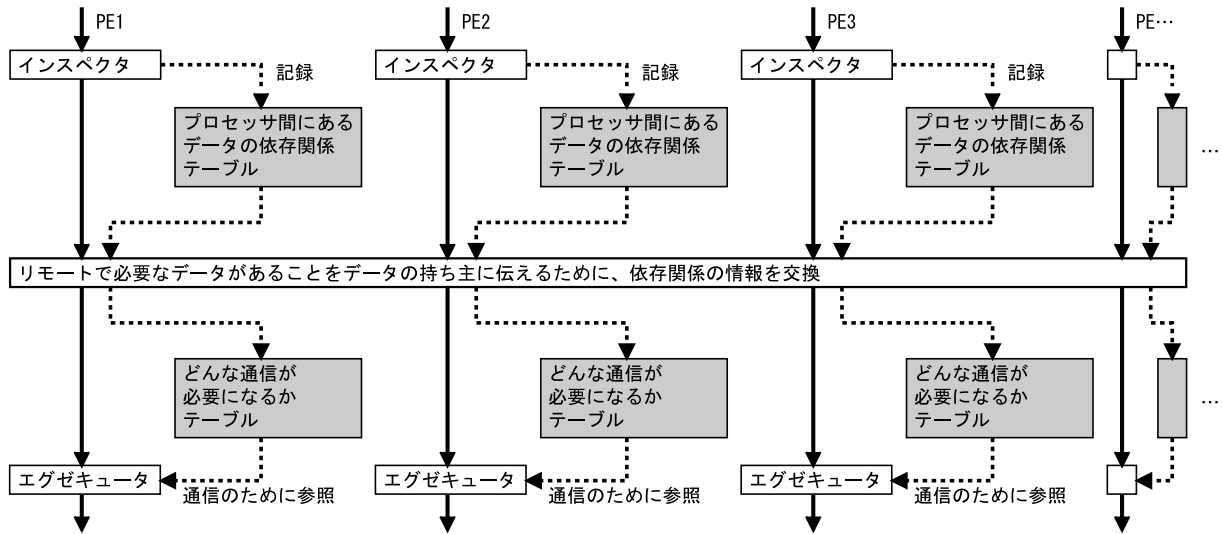 PE1
PE2
PE3
PE…
インスペクタ
インスペクタ
インスペクタ
記録
記録
記録
プロセッサ間にある
データの依存関係
テーブル
プロセッサ間にある
データの依存関係
テーブル
プロセッサ間にある
データの依存関係
テーブル
…
リモートで必要なデータがあることをデータの持ち主に伝えるために、依存関係の情報を交換
どんな通信が
必要になるか
テーブル
どんな通信が
必要になるか
テーブル
どんな通信が
必要になるか
テーブル
…
エグゼキュータ
エグゼキュータ
エグゼキュータ
通信のために参照
通信のために参照
通信のために参照